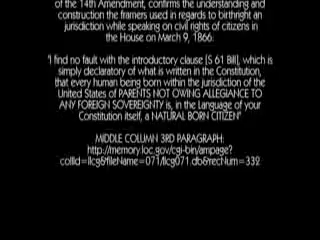 of the 14th Amendment, confirms the understanding and
construction the framers used in regards to birthright an
jurisdiction while speaking on civil rights of citizens in
the House on March 9, 1866:
"I find no fault with the introductory clause [S 61 Bill], which is
simply declaratory of what is written in the Constitution,
that every human being born within the jurisdiction of the
United States of PARENTS NOT OWING ALLEGIANCE TO
ANY FOREIGN SOVEREIGNTY is, in the Language of your
Constitution itself, a NATURAL BORN CITIZEN"
MIDDLE COLUMN 3RD PARAGRAPH:
http://memory.loc.gov/cgi-bin/ampage?
collId=llcg&fileName=071/llcg071.db&recNum=332